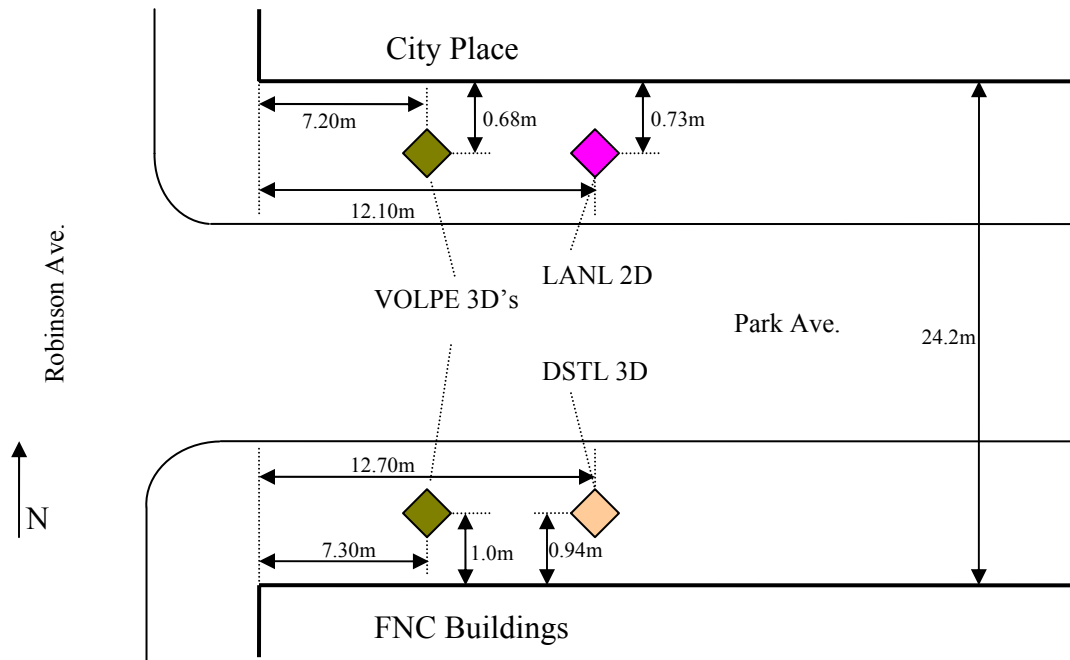 City Place
7.20m
0.68m
0.73m
12.10m
LANL 2D
VOLPE 3D’s
Robinson Ave.
Park Ave.
24.2m
DSTL 3D
12.70m
N
7.30m
1.0m
0.94m
FNC Buildings